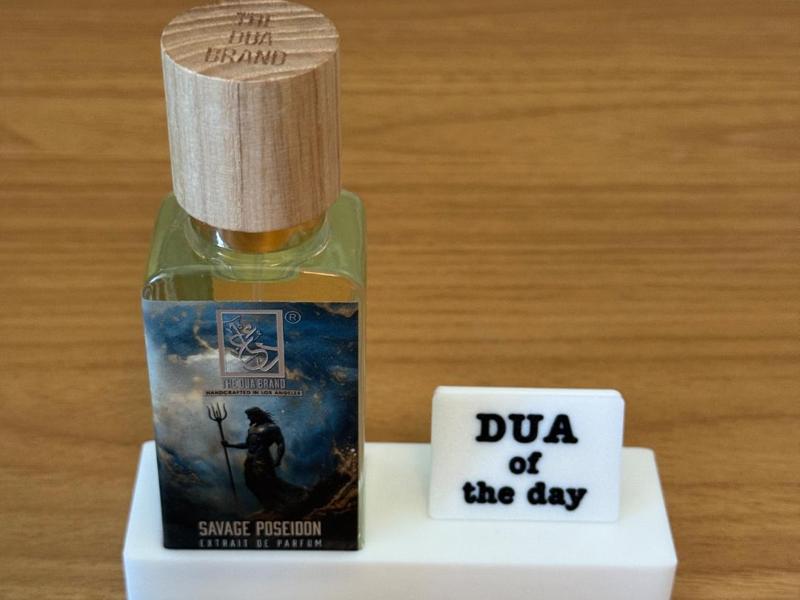 THE
DUA
BRAND
®
THE DUA BRAND
HANDCRAFTED IN LOS ANGELES
SAVAGE POSEIDON
EXTRAIT DE PARFUM
DUA
of
the day